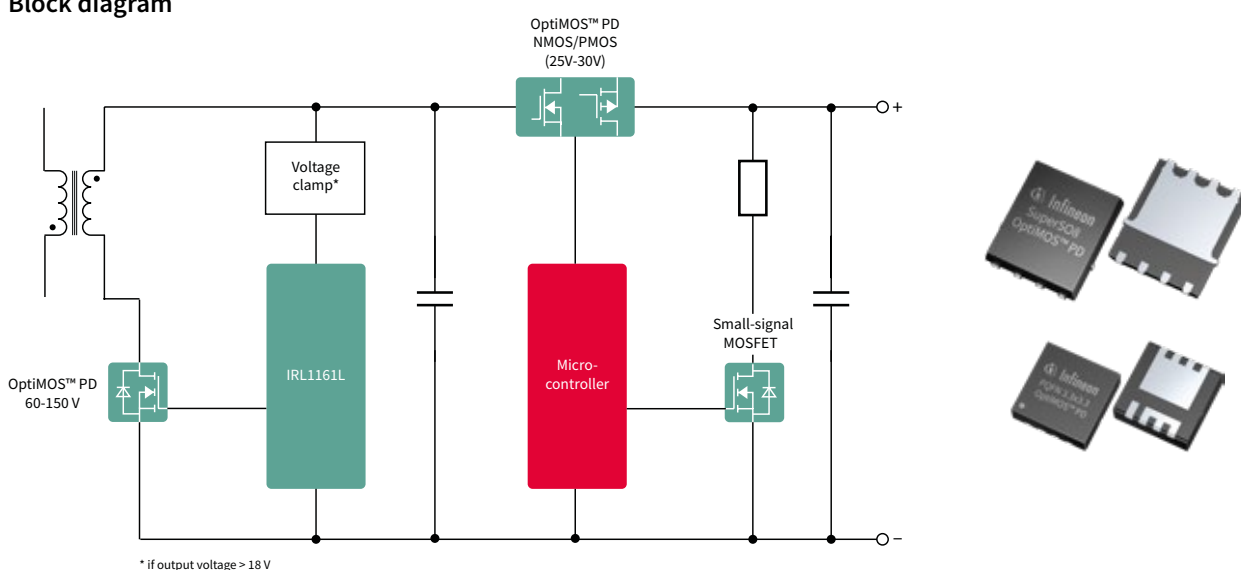 Block diagram
OptiMOS™ PD
NMOS/PMOS
(25V-30V)
+
Voltage
clamp*
Infineon
SuperSO8
OptiMOS™ PD
Small-signal
MOSFET
IRL1161L
Micro-
controller
OptiMOS™ PD
60-150 V
Infineon
PQFN 3.3x3.3
OptiMOS™ PD
–
* if output voltage > 18 V